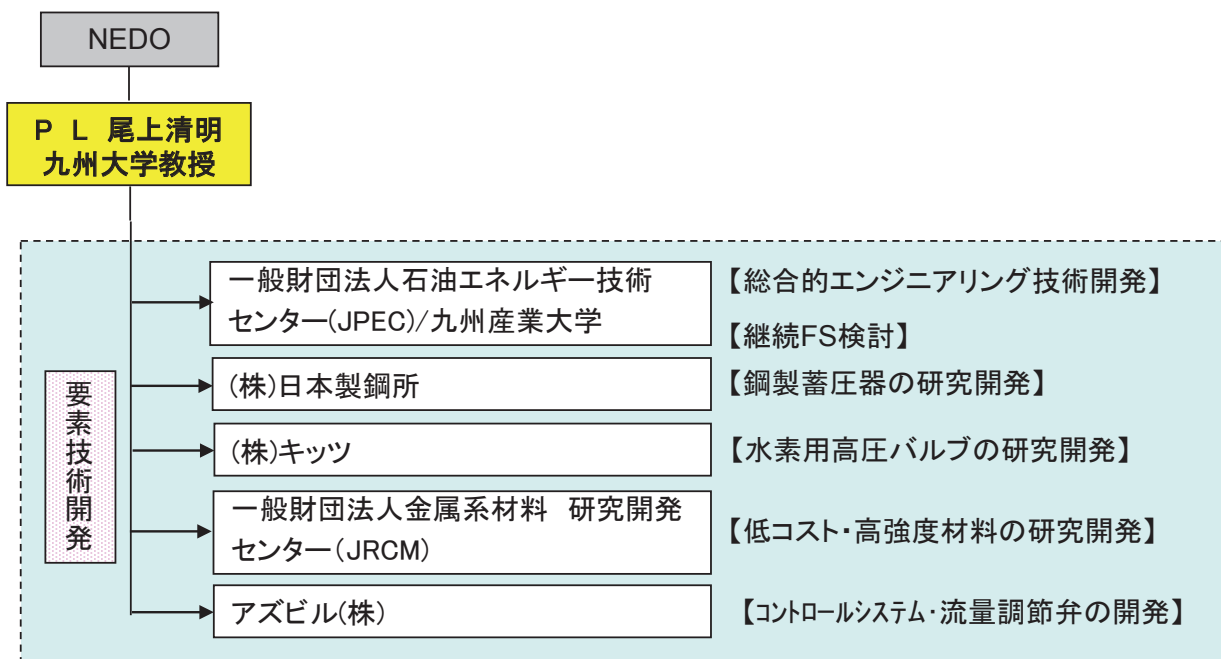 NEDO
P L 尾上清明
九州大学教授
一般財団法人石油エネルギー技術
センター(JPEC)/九州産業大学
【総合的エンジニアリング技術開発】
【継続FS検討】
要素技術開発
(株)日本製鋼所
【鋼製蓄圧器の研究開発】
(株)キッツ
【水素用高圧バルブの研究開発】
一般財団法人金属系材料 研究開発
センター(JRCM)
【低コスト・高強度材料の研究開発】
アズビル(株)
【コントロールシステム・流量調節弁の開発】